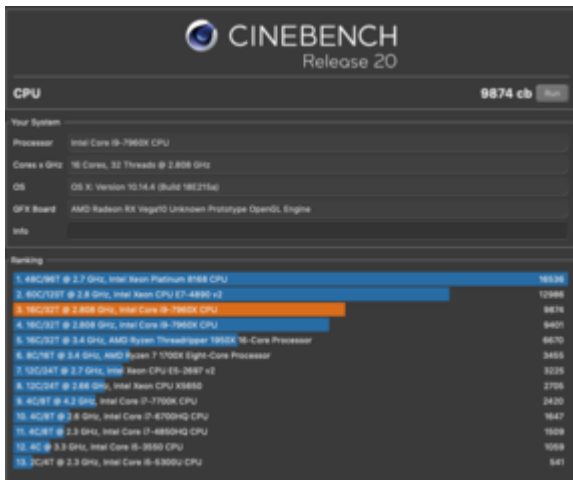 CINEBENCH
Release 20
CPU 9874 cb Run
Your System
Processor Intel Core i9-7960X CPU
Cores x GHz 16 Cores, 32 Threads @ 2.808 GHz
OS OS X: Version 10.14.4 (Build 18E215a)
GFX Board AMD Radeon RX Vega10 Unknown Prototype OpenGL Engine
Info
Ranking
1. 48C/96T @ 2.7 GHz, Intel Xeon Platinum 8168 CPU 16536
2. 60C/120T @ 2.8 GHz, Intel Xeon CPU E7-4890 v2 12986
3. 16C/32T @ 2.808 GHz, Intel Core i9-7960X CPU 9874
4. 16C/32T @ 2.808 GHz, Intel Core i9-7960X CPU 9401
5. 16C/32T @ 3.4 GHz, AMD Ryzen Threadripper 1950X 16-Core Processor 6670
6. 8C/16T @ 3.4 GHz, AMD Ryzen 7 1700X Eight-Core Processor 3455
7. 12C/24T @ 2.7 GHz, Intel Xeon CPU E5-2697 v2 3225
8. 12C/24T @ 2.66 GHz, Intel Xeon CPU X5650 2705
9. 4C/8T @ 4.2 GHz, Intel Core i7-7700K CPU 2420
10. 4C/8T @ 2.6 GHz, Intel Core i7-6700HQ CPU 1647
11. 4C/8T @ 2.3 GHz, Intel Core i7-4850HQ CPU 1509
12. 4C @ 3.3 GHz, Intel Core i5-3550 CPU 1059
13. 2C/4T @ 2.3 GHz, Intel Core i5-5300U CPU 541